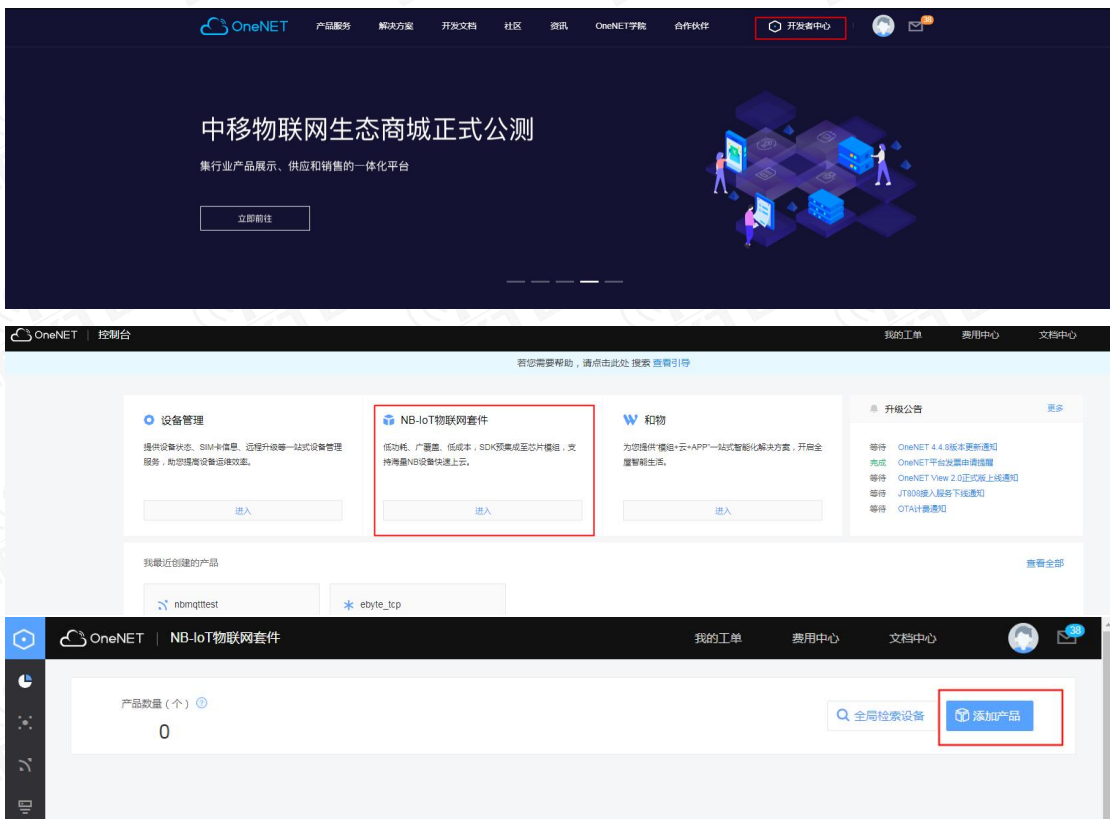 OneNET 产品服务 解决方案 开发文档 社区 资讯 OneNET学院 合作伙伴 开发者中心 38
中移物联网生态商城正式公测
集行业产品展示、供应和销售的一体化平台
立即前往
OneNET | 控制台 我的工单 费用中心 文档中心
若您需要帮助，请点击此处 搜索 查看引导
设备管理 NB-IoT物联网套件 和物 升级公告 更多
提供设备状态、SIM卡信息、远程升级等一站式设备管理 低功耗、广覆盖、低成本，SDK预集成至芯片模组，支 为您提供"模组+云+APP"一站式智能化解决方案，开启全
服务，助您提高设备运维效率。 持海量NB设备快速上云。 屋智能生活。
等待 OneNET 4.4.8版本更新通知
完成 OneNET平台发票申请提醒
等待 OneNET View 2.0正式版上线通知
等待 JT808接入服务下线通知
等待 OTA计费通知
进入 进入 进入
我最近创建的产品 查看全部
nbmqtttest ebyte_tcp
OneNET | NB-IoT物联网套件 我的工单 费用中心 文档中心 38
产品数量（个） ?
0
全局检索设备 添加产品